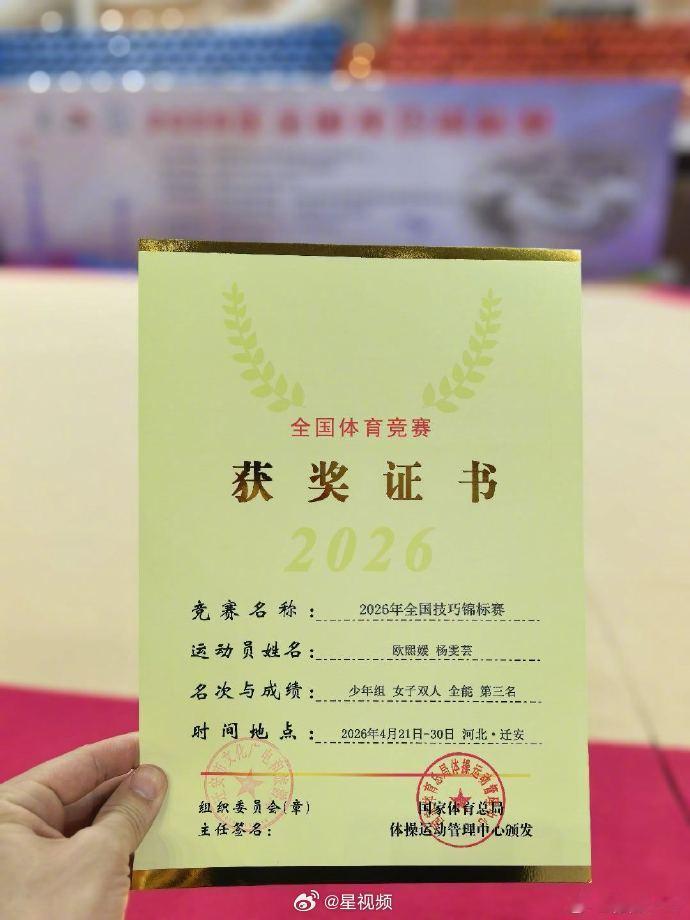 全国体育竞赛
获奖证书
2026
竞赛名称： 2026年全国技巧锦标赛
运动员姓名： 欧熙媛 杨雯芸
名次与成绩： 少年组 女子双人 全能 第三名
时间地点： 2026年4月21日-30日 河北·迁安
组织委员会(章)
主任签名：
国家体育总局
体操运动管理中心颁发
@星视频